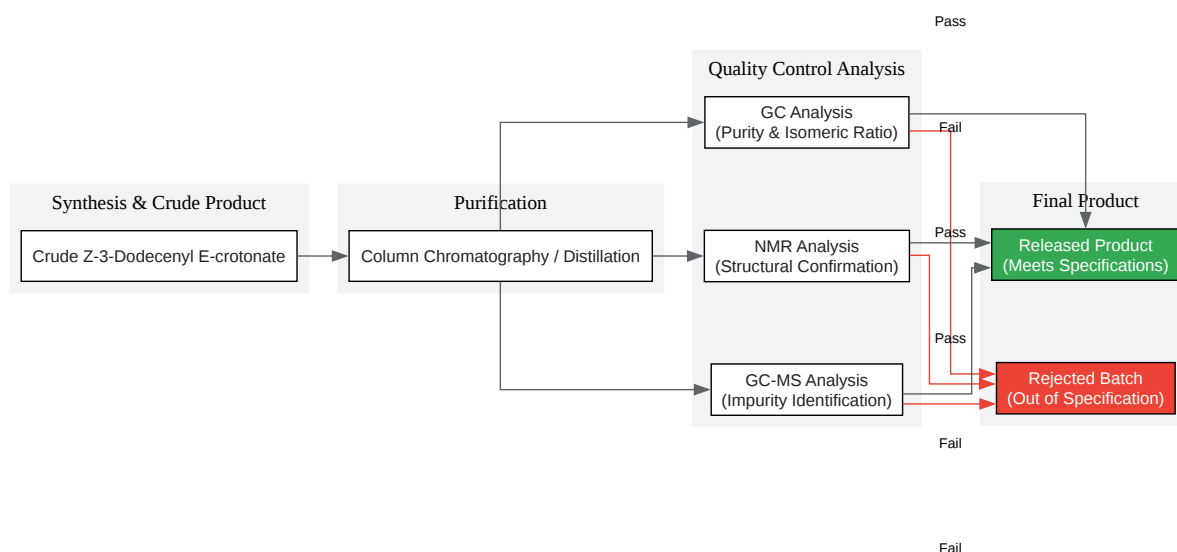 Pass
Quality Control Analysis
GC Analysis
(Purity & Isomeric Ratio)
Fail
Synthesis & Crude Product
Purification
Final Product
Crude Z-3-Dodecenyl E-crotonate
Column Chromatography / Distillation
NMR Analysis
(Structural Confirmation)
Pass
Released Product
(Meets Specifications)
Pass
GC-MS Analysis
(Impurity Identification)
Rejected Batch
(Out of Specification)
Fail
Fail